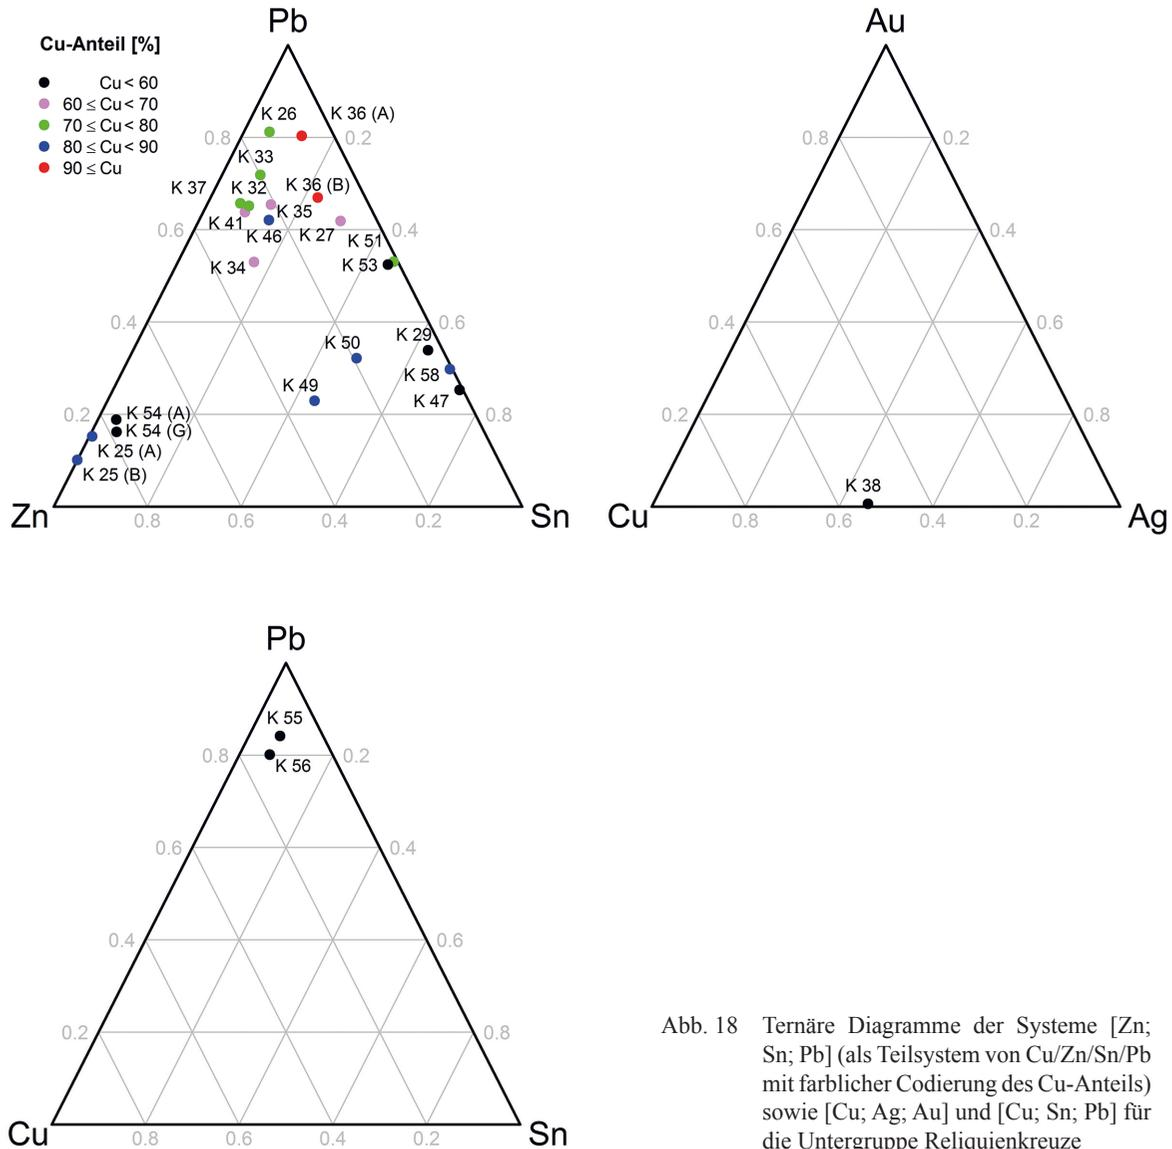 Pb
Au
Cu-Anteil [%]
Cu < 60
60 ≤ Cu < 70
70 ≤ Cu < 80
80 ≤ Cu < 90
90 ≤ Cu
K 26
K 36 (A)
0.8
0.2
K 33
K 37
K 32
K 36 (B)
K 35
K 41
K 46
K 27
K 51
0.6
0.4
K 34
K 53
0.4
0.6
K 29
K 50
K 58
K 49
K 47
0.2
0.8
K 54 (A)
K 54 (G)
K 25 (A)
K 25 (B)
Zn
Sn
0.8
0.6
0.4
0.2
0.8
0.2
0.6
0.4
0.4
0.6
0.2
0.8
K 38
Cu
Ag
0.8
0.6
0.4
0.2
Pb
K 55
0.8
0.2
K 56
0.6
0.4
0.4
0.6
0.2
0.8
Cu
Sn
0.8
0.6
0.4
0.2
Abb. 18 Ternäre Diagramme der Systeme [Zn;
Sn; Pb] (als Teilsystem von Cu/Zn/Sn/Pb
mit farblicher Codierung des Cu-Anteils)
sowie [Cu; Ag; Au] und [Cu; Sn; Pb] für
die Untergruppe Reliquienkreuze